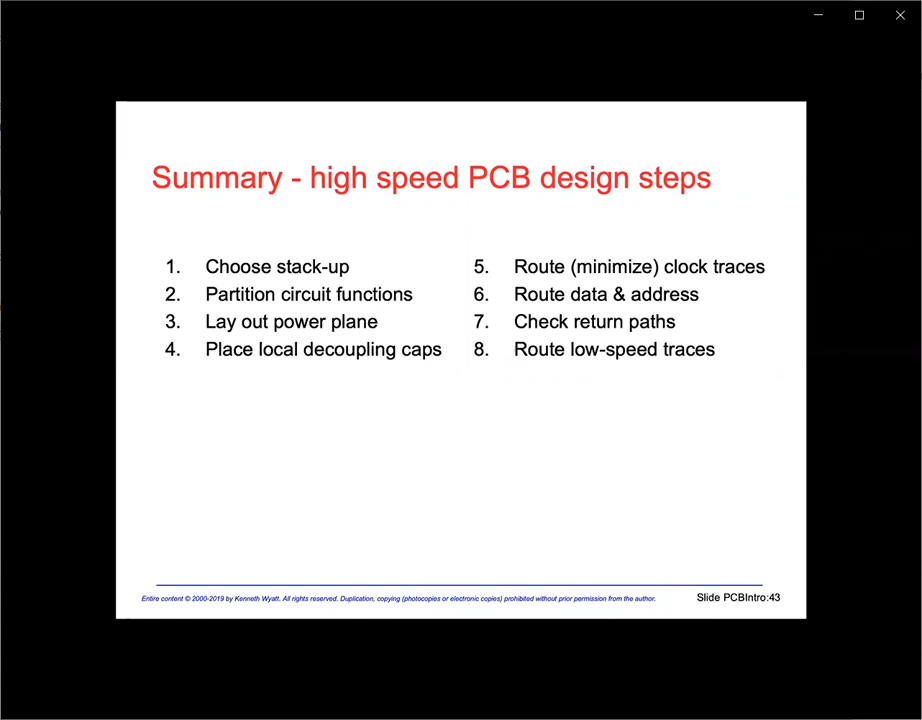 Summary - high speed PCB design steps
1. Choose stack-up
2. Partition circuit functions
3. Lay out power plane
4. Place local decoupling caps
5. Route (minimize) clock traces
6. Route data & address
7. Check return paths
8. Route low-speed traces
Entire content © 2000-2019 by Kenneth Wyatt. All rights reserved. Duplication, copying (photocopies or electronic copies) prohibited without prior permission from the author.
Slide PCBIntro:43